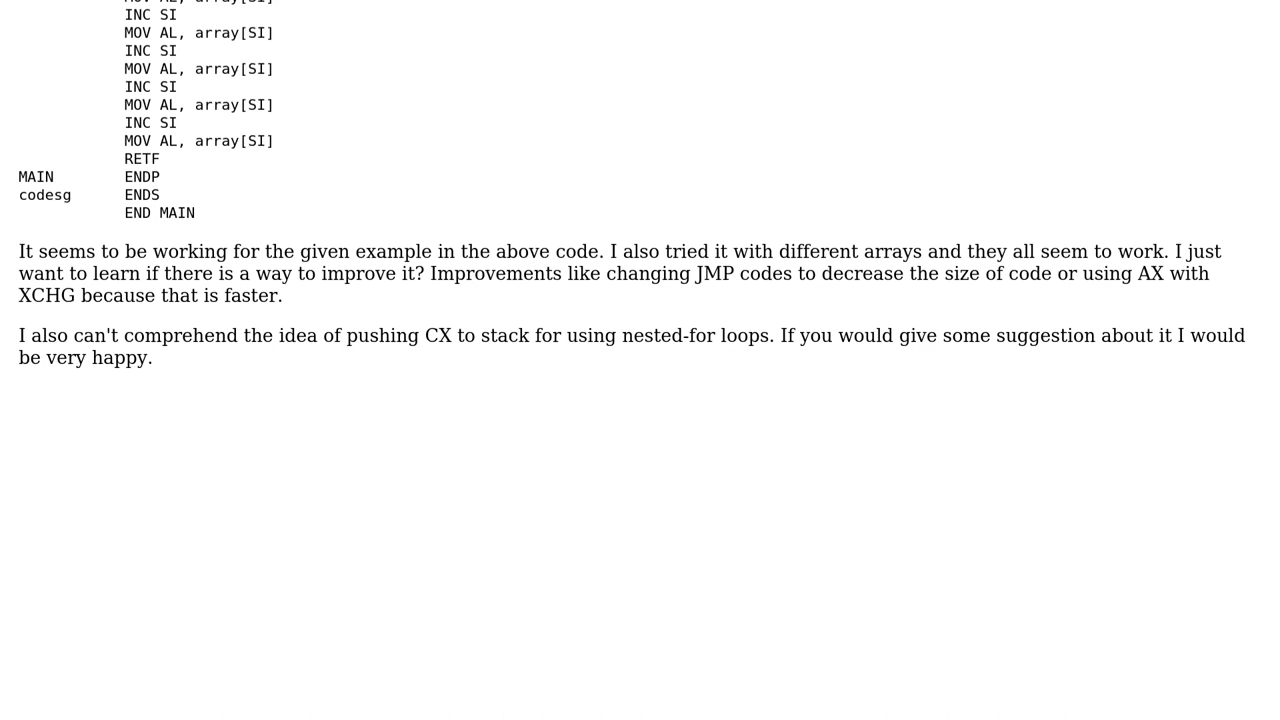 INC SI
MOV AL, array[SI]
INC SI
MOV AL, array[SI]
INC SI
MOV AL, array[SI]
INC SI
MOV AL, array[SI]
RETF
MAIN ENDP
codesg ENDS
END MAIN
It seems to be working for the given example in the above code. I also tried it with different arrays and they all seem to work. I just
want to learn if there is a way to improve it? Improvements like changing JMP codes to decrease the size of code or using AX with
XCHG because that is faster.
I also can't comprehend the idea of pushing CX to stack for using nested-for loops. If you would give some suggestion about it I would
be very happy.